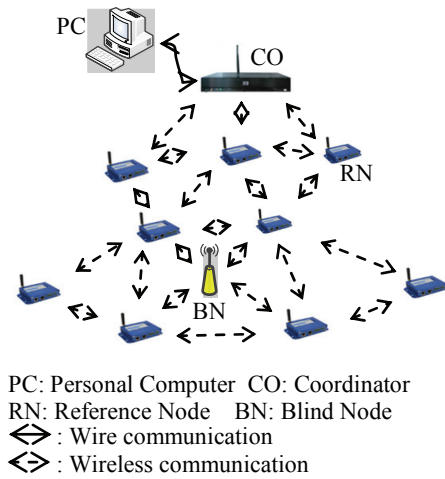 PC
CO
RN
BN
PC: Personal Computer CO: Coordinator
RN: Reference Node BN: Blind Node
: Wire communication
: Wireless communication